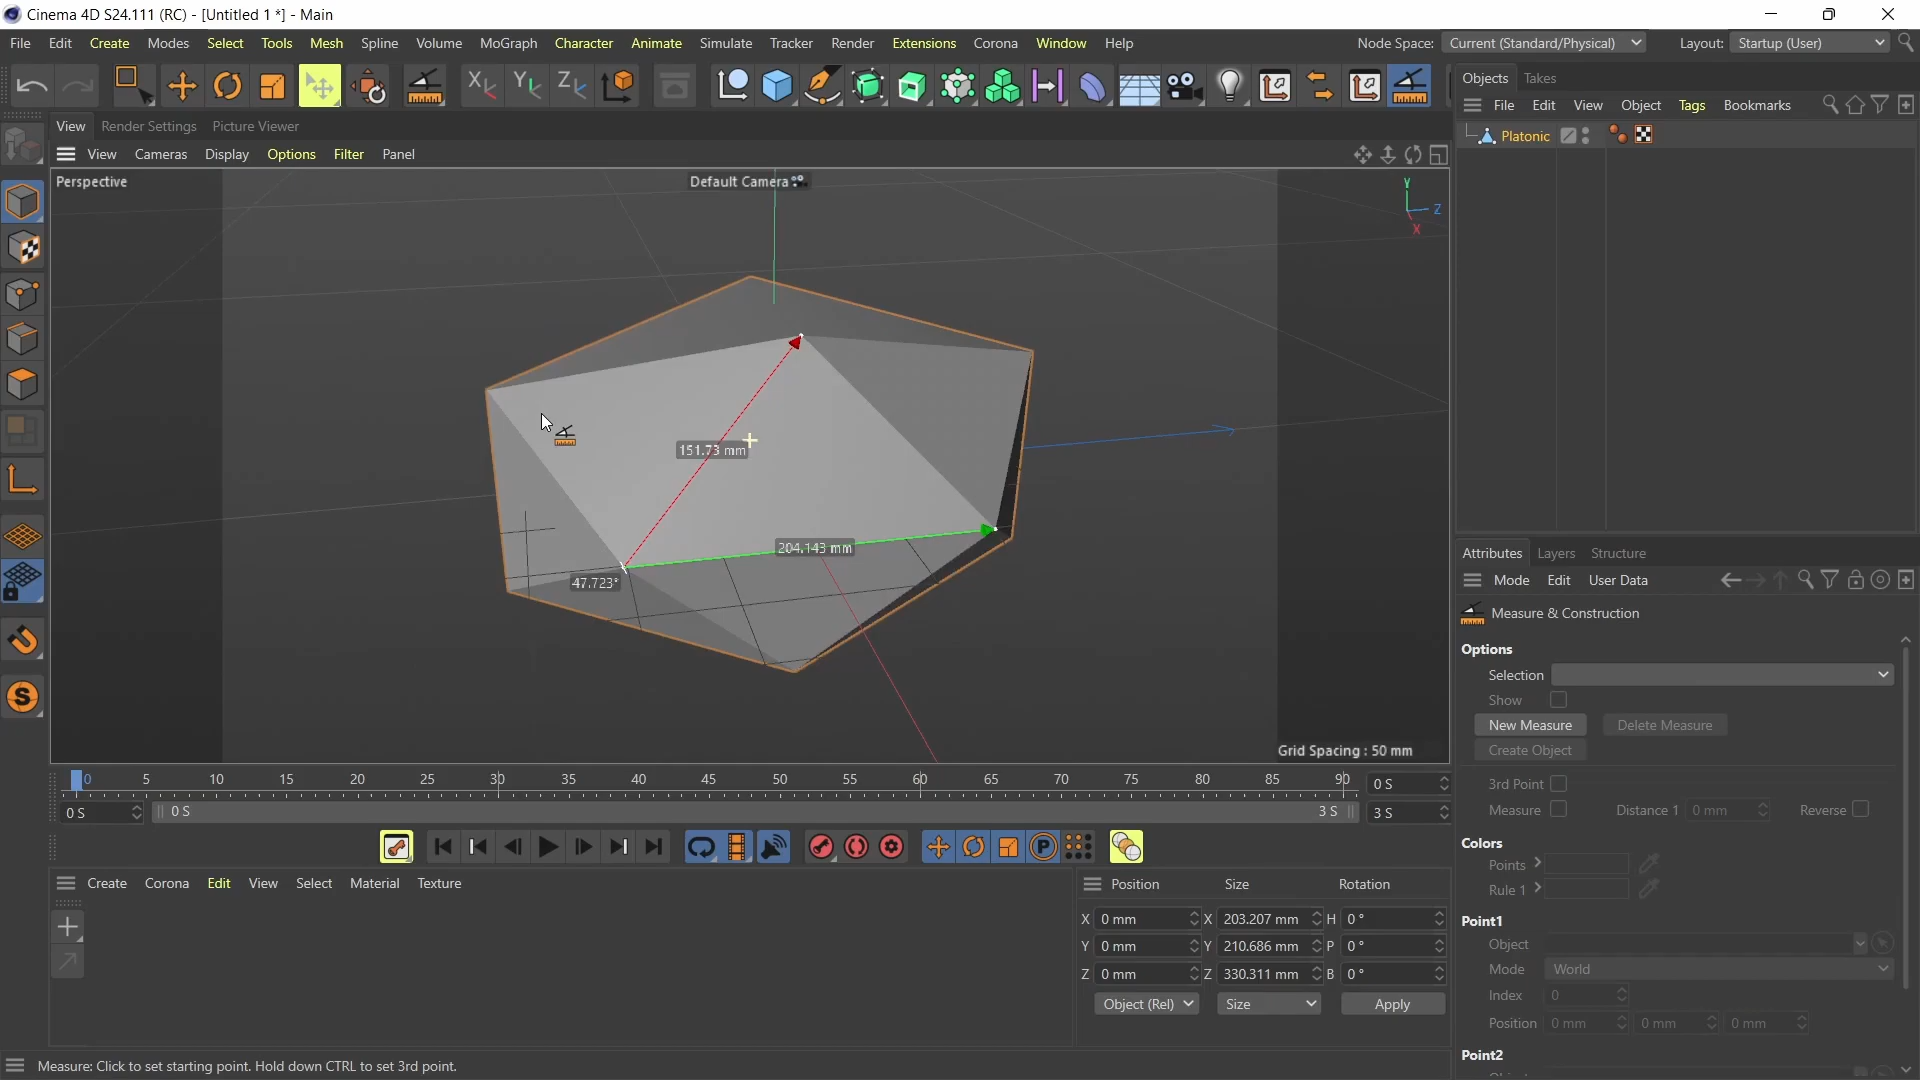 Cinema 4D S24.111 (RC) - [Untitled 1 *] - Main
File Edit Create Modes Select Tools Mesh Spline Volume MoGraph Character Animate Simulate Tracker Render Extensions Corona Window Help Node Space: Current (Standard/Physical) Layout: Startup (User)
Objects Takes
File Edit View Object Tags Bookmarks
Platonic
View Render Settings Picture Viewer
View Cameras Display Options Filter Panel
Perspective Default Camera
Y
Z
X
151.73 mm
204.143 mm
47.723°
Grid Spacing : 50 mm
0 5 10 15 20 25 30 35 40 45 50 55 60 65 70 75 80 85 90 0 S
0 S 0 S 3 S 3 S
Create Corona Edit View Select Material Texture
Position Size Rotation
X 0 mm X 203.207 mm H 0 °
Y 0 mm Y 210.686 mm P 0 °
Z 0 mm Z 330.311 mm B 0 °
Object (Rel) Size Apply
Attributes Layers Structure
Mode Edit User Data
Measure & Construction
Options
Selection
Show
New Measure Delete Measure
Create Object
3rd Point
Measure Distance 1 0 mm Reverse
Colors
Points
Rule 1
Point1
Object
Mode World
Index 0
Position 0 mm 0 mm 0 mm
Point2
Measure: Click to set starting point. Hold down CTRL to set 3rd point.